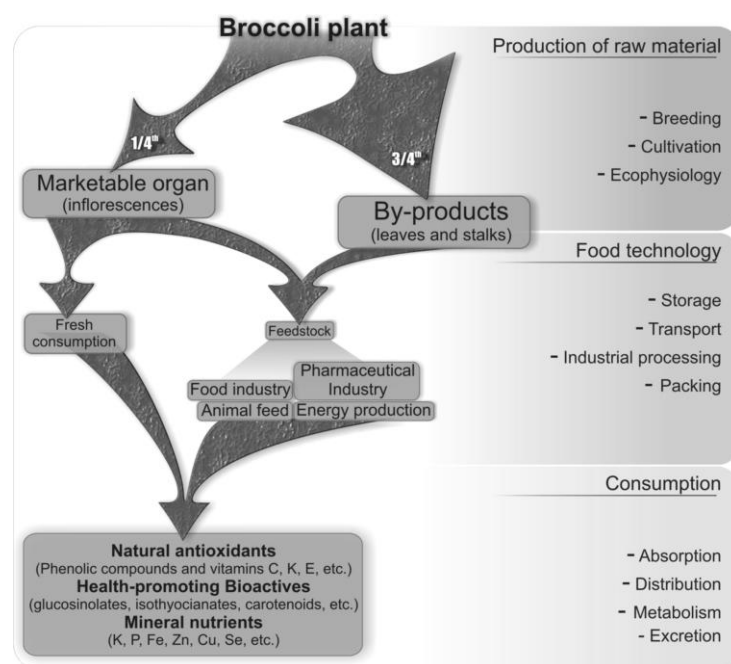 Broccoli plant
1/4th
3/4th
Marketable organ
(inflorescences)
By-products
(leaves and stalks)
Fresh
consumption
Feedstock
Food industry
Pharmaceutical
Industry
Animal feed
Energy production
Natural antioxidants
(Phenolic compounds and vitamins C, K, E, etc.)
Health-promoting Bioactives
(glucosinolates, isothyocianates, carotenoids, etc.)
Mineral nutrients
(K, P, Fe, Zn, Cu, Se, etc.)
Production of raw material
- Breeding
- Cultivation
- Ecophysiology
Food technology
- Storage
- Transport
- Industrial processing
- Packing
Consumption
- Absorption
- Distribution
- Metabolism
- Excretion